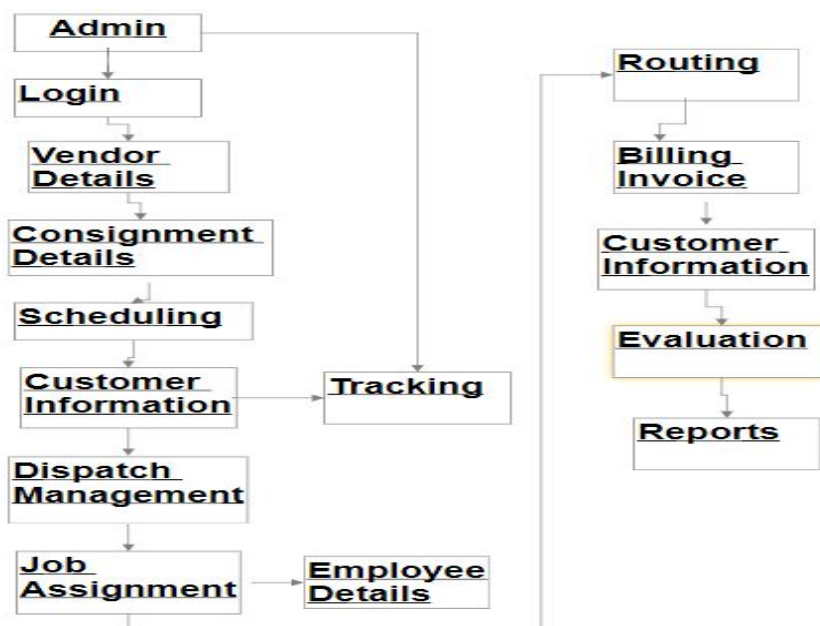 Admin
Login
Vendor
Details
Consignment
Details
Scheduling
Customer
Information
Tracking
Dispatch
Management
Job
Assignment
Employee
Details
Routing
Billing
Invoice
Customer
Information
Evaluation
Reports